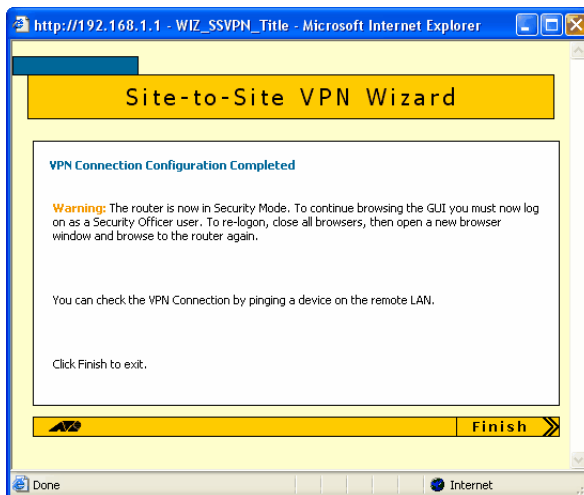 http://192.168.1.1 - WIZ_SSVPN_Title - Microsoft Internet Explorer
Site-to-Site VPN Wizard
VPN Connection Configuration Completed
Warning: The router is now in Security Mode. To continue browsing the GUI you must now log
on as a Security Officer user. To re-logon, close all browsers, then open a new browser
window and browse to the router again.
You can check the VPN Connection by pinging a device on the remote LAN.
Click Finish to exit.
Finish
Done
Internet